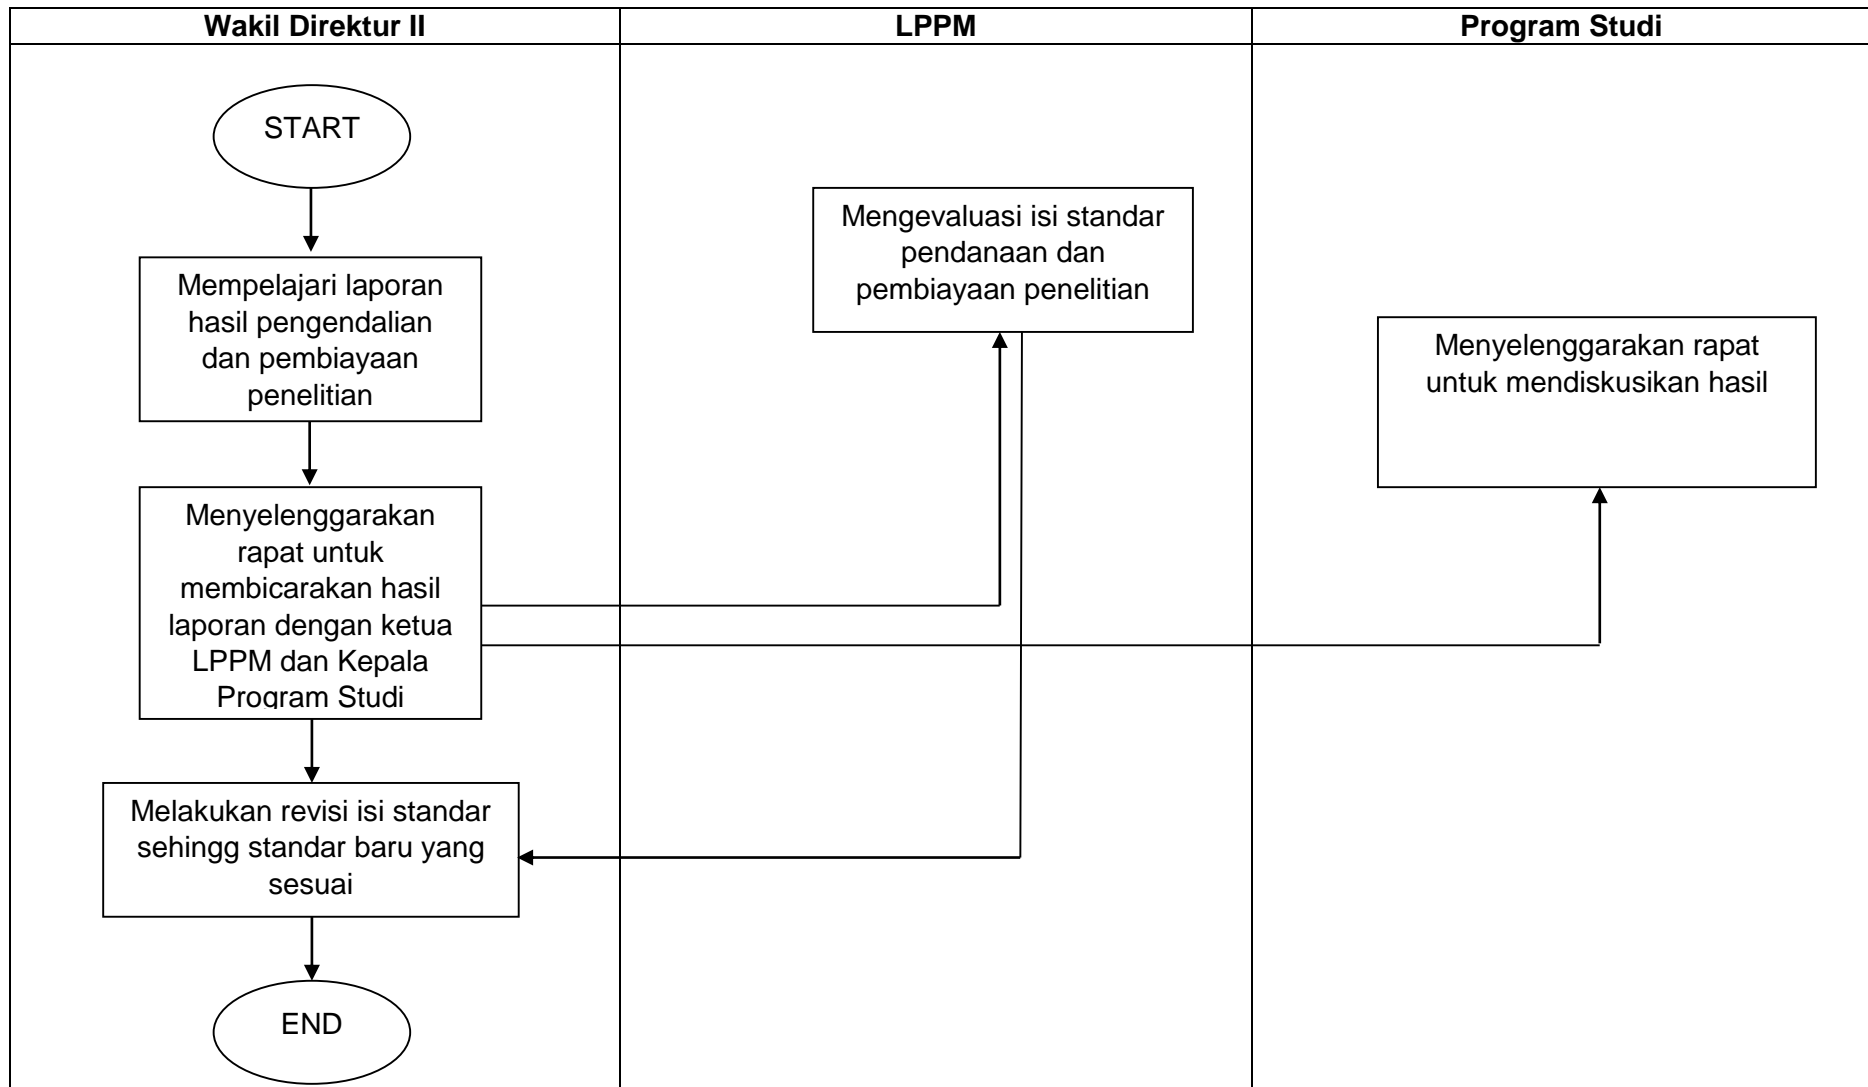 Wakil Direktur II
LPPM
Program Studi
START
Mempelajari laporan
hasil pengendalian
dan pembiayaan
penelitian
Menyelenggarakan
rapat untuk
membicarakan hasil
laporan dengan ketua
LPPM dan Kepala
Program Studi
Melakukan revisi isi standar
sehingg standar baru yang
sesuai
END
Mengevaluasi isi standar
pendanaan dan
pembiayaan penelitian
Menyelenggarakan rapat
untuk mendiskusikan hasil